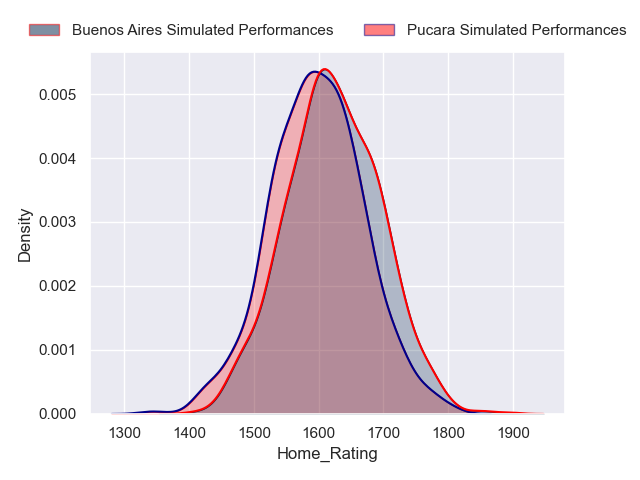 Buenos Aires Simulated Performances
Pucara Simulated Performances
0.005
0.004
0.003
0.002
0.001
0.000
Density
1300 1400 1500 1600 1700 1800 1900
Home_Rating